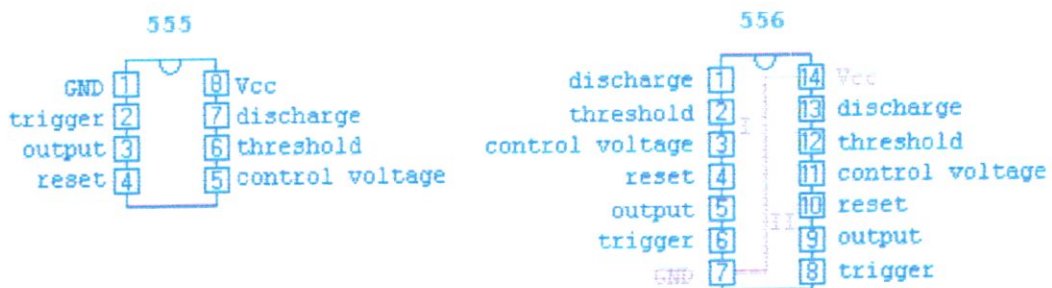 555
GND 1 8 Vcc
trigger 2 7 discharge
output 3 6 threshold
reset 4 5 control voltage
556
discharge 1 14 Vcc
threshold 2 13 discharge
control voltage 3 I 12 threshold
reset 4 11 control voltage
output 5 10 reset
trigger 6 II 9 output
GND 7 8 trigger